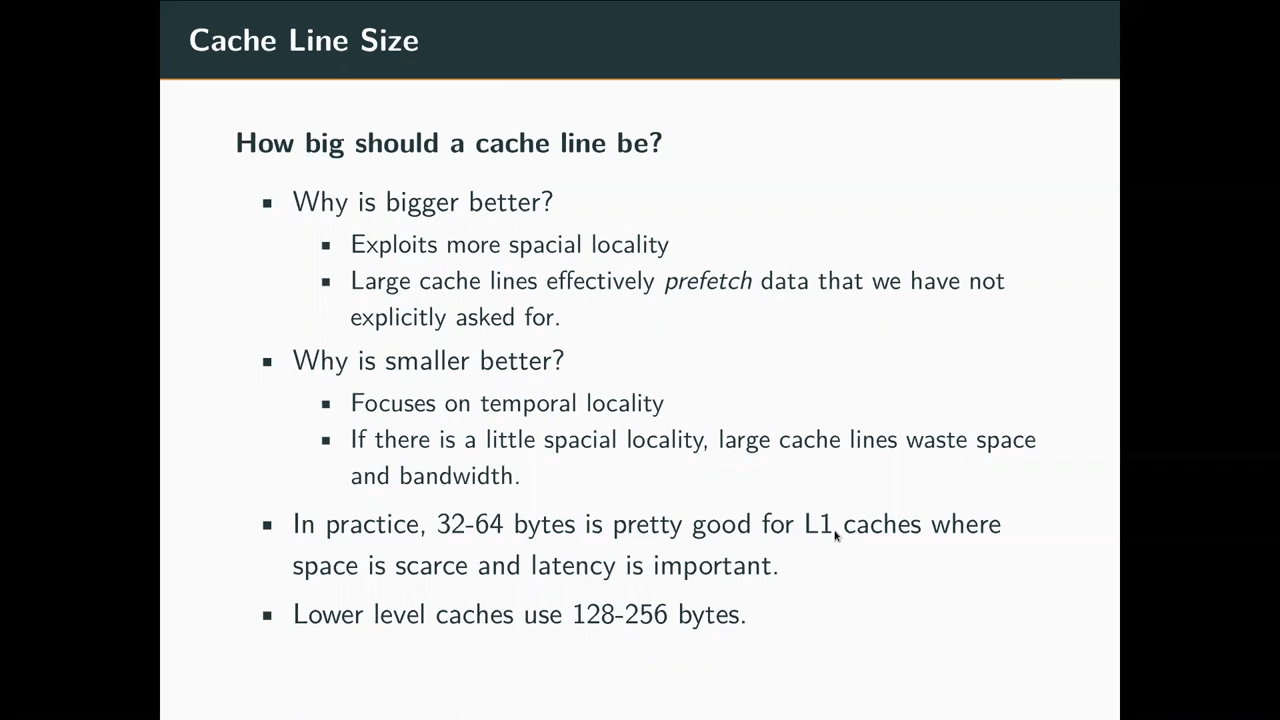 Cache Line Size
How big should a cache line be?
Why is bigger better?
Exploits more spacial locality
Large cache lines effectively prefetch data that we have not
explicitly asked for.
Why is smaller better?
Focuses on temporal locality
If there is a little spacial locality, large cache lines waste space
and bandwidth.
In practice, 32-64 bytes is pretty good for L1 caches where
space is scarce and latency is important.
Lower level caches use 128-256 bytes.